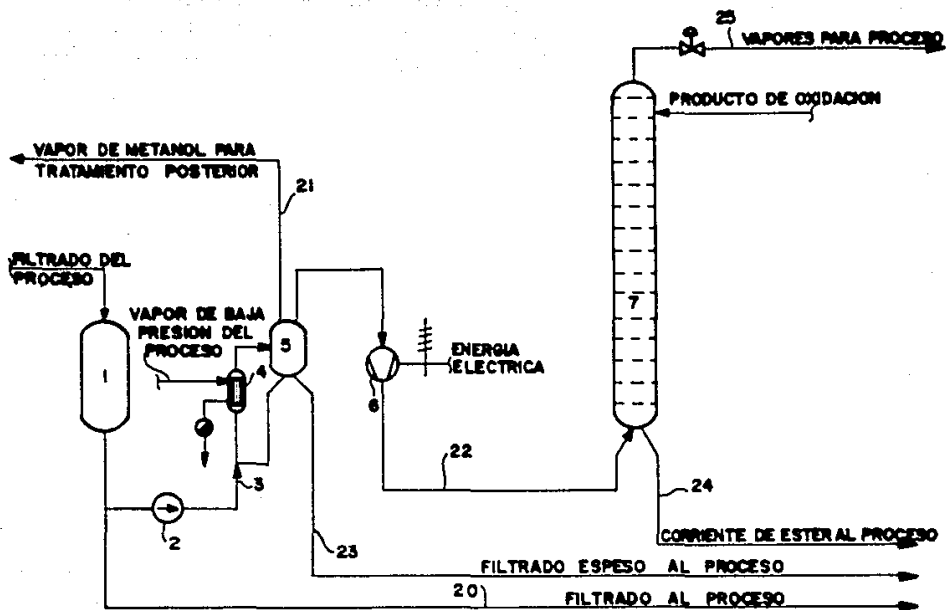 25
VAPORES PARA PROCESO
PRODUCTO DE OXIDACION
VAPOR DE METANOL PARA
TRATAMIENTO POSTERIOR
21
FILTRADO DEL
PROCESO
VAPOR DE BAJA
PRESION DEL
PROCESO
1
4
5
ENERGIA
ELECTRICA
6
7
22
3
2
23
24
CORRIENTE DE ESTER AL PROCESO
FILTRADO ESPESO AL PROCESO
20
FILTRADO AL PROCESO